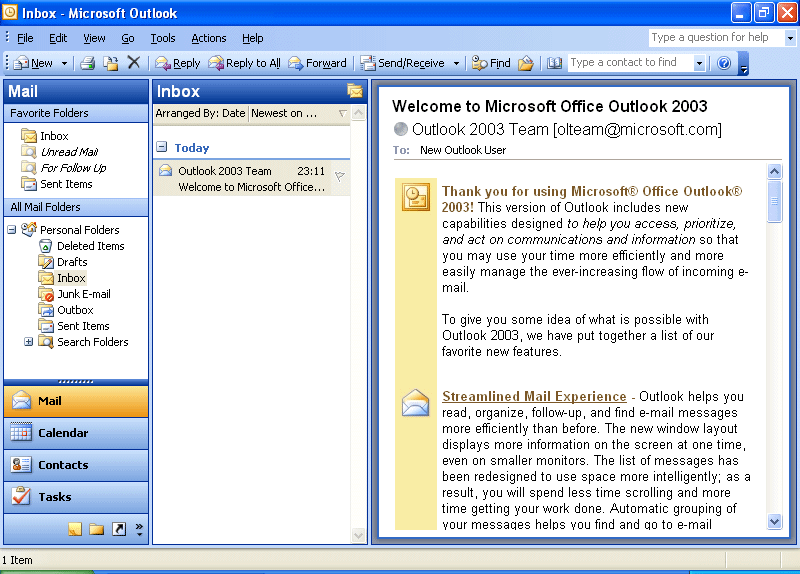 Inbox - Microsoft Outlook
File Edit View Go Tools Actions Help
Type a question for help
New Reply Reply to All Forward Send/Receive Find Type a contact to find
Mail
Favorite Folders
Inbox
Unread Mail
For Follow Up
Sent Items
All Mail Folders
Personal Folders
Deleted Items
Drafts
Inbox
Junk E-mail
Outbox
Sent Items
Search Folders
Mail
Calendar
Contacts
Tasks
Inbox
Arranged By: Date Newest on ...
Today
Outlook 2003 Team 23:11
Welcome to Microsoft Office...
Welcome to Microsoft Office Outlook 2003
Outlook 2003 Team [olteam@microsoft.com]
To: New Outlook User
Thank you for using Microsoft® Office Outlook®
2003! This version of Outlook includes new
capabilities designed to help you access, prioritize,
and act on communications and information so that
you may use your time more efficiently and more
easily manage the ever-increasing flow of incoming e-
mail.
To give you some idea of what is possible with
Outlook 2003, we have put together a list of our
favorite new features.
Streamlined Mail Experience - Outlook helps you
read, organize, follow-up, and find e-mail messages
more efficiently than before. The new window layout
displays more information on the screen at one time,
even on smaller monitors. The list of messages has
been redesigned to use space more intelligently; as a
result, you will spend less time scrolling and more
time getting your work done. Automatic grouping of
your messages helps you find and go to e-mail
1 Item